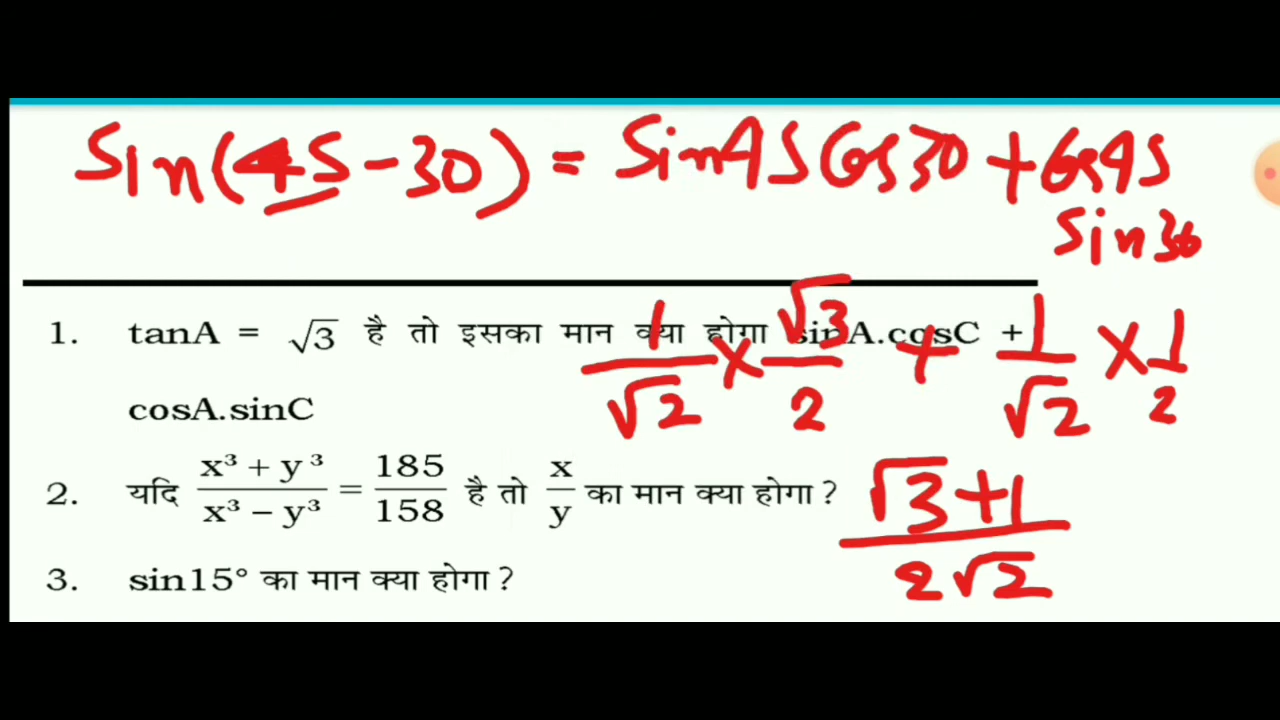 Sin(45-30) = Sin45 Cos30 + Cos45
Sin30
1. tanA = √3 है तो इसका मान क्या होगा sinA.cosC +
cosA.sinC
1/√2 × √3/2 + 1/√2 × 1/2
2. यदि x³ + y³ / x³ − y³ = 185/158 है तो x/y का मान क्या होगा ?
√3+1 / 2√2
3. sin15° का मान क्या होगा ?